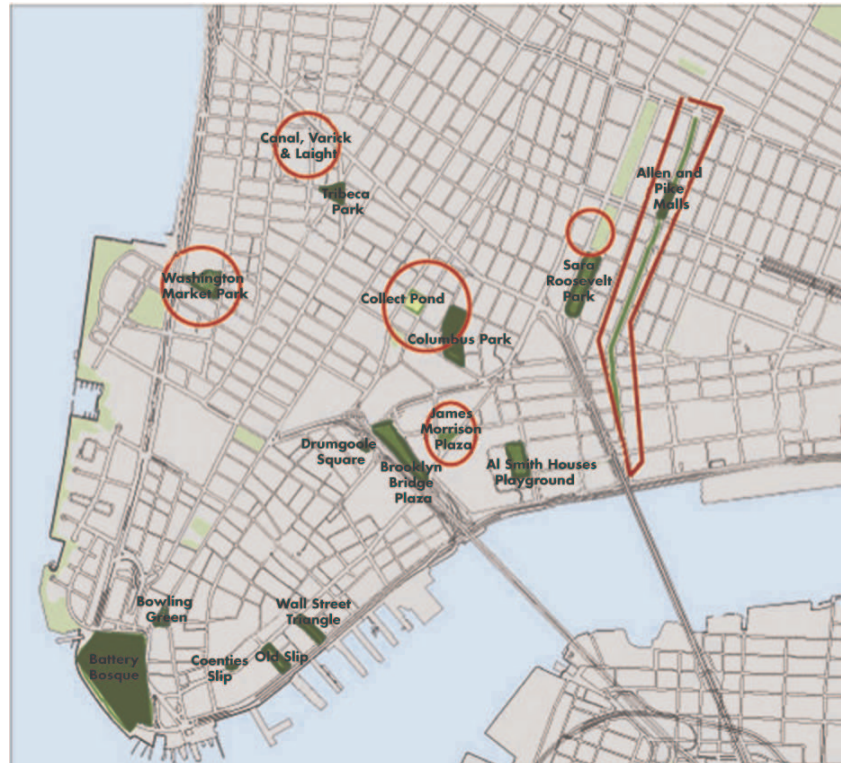 Canal, Varick
& Laight
Tribeca
Park
Allen and
Pike
Malls
Washington
Market Park
Sara
Roosevelt
Park
Collect Pond
Columbus Park
James
Morrison
Plaza
Drumgoole
Square
Brooklyn
Bridge
Plaza
Al Smith Houses
Playground
Bowling
Green
Wall Street
Triangle
Coenties
Slip
Old Slip
Battery
Bosque